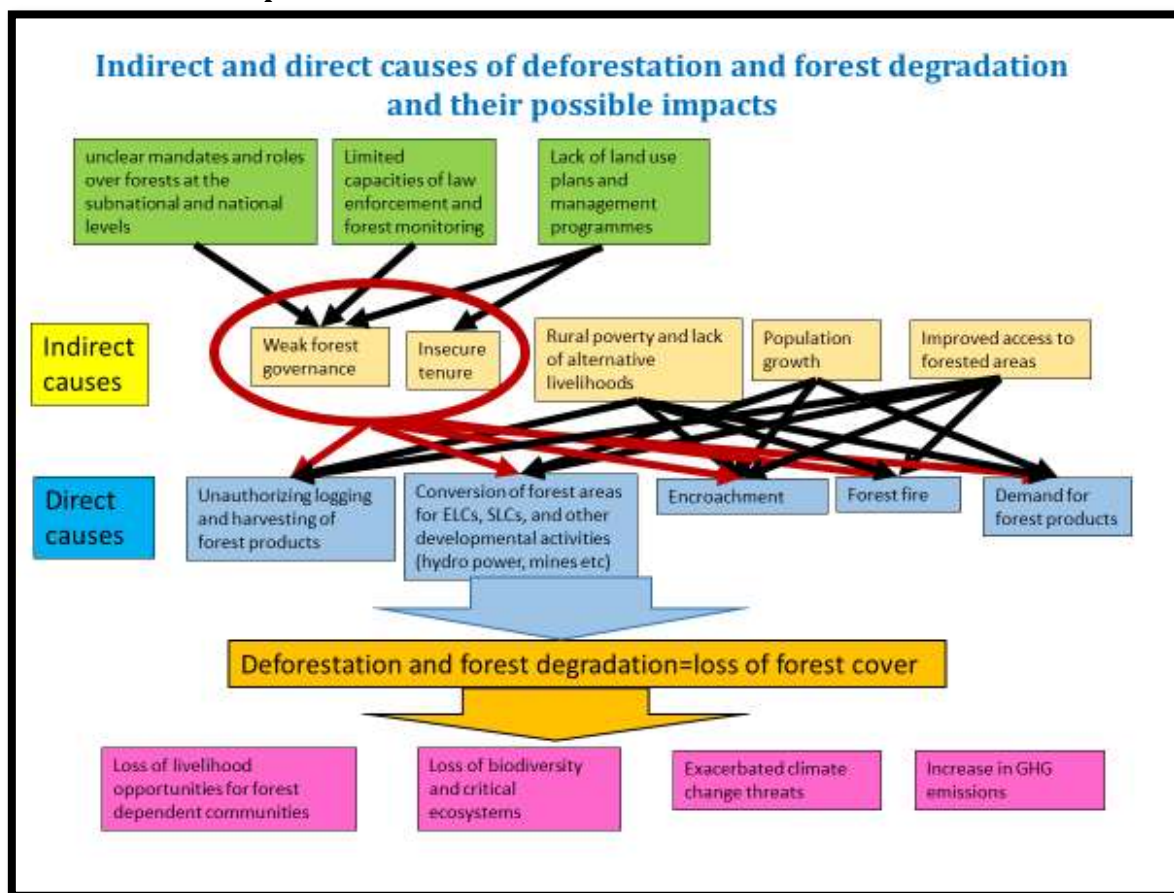 Indirect and direct causes of deforestation and forest degradation
and their possible impacts
unclear mandates and roles
over forests at the
subnational and national
levels
Limited
capacities of law
enforcement and
forest monitoring
Lack of land use
plans and
management
programmes
Indirect
causes
Weak forest
governance
Insecure
tenure
Rural poverty and lack
of alternative
livelihoods
Population
growth
Improved access to
forested areas
Direct
causes
Unauthorizing logging
and harvesting of
forest products
Conversion of forest areas
for ELCs, SLCs, and other
developmental activities
(hydro power, mines etc)
Encroachment
Forest fire
Demand for
forest products
Deforestation and forest degradation=loss of forest cover
Loss of livelihood
opportunities for forest
dependent communities
Loss of biodiversity
and critical
ecosystems
Exacerbated climate
change threats
Increase in GHG
emissions